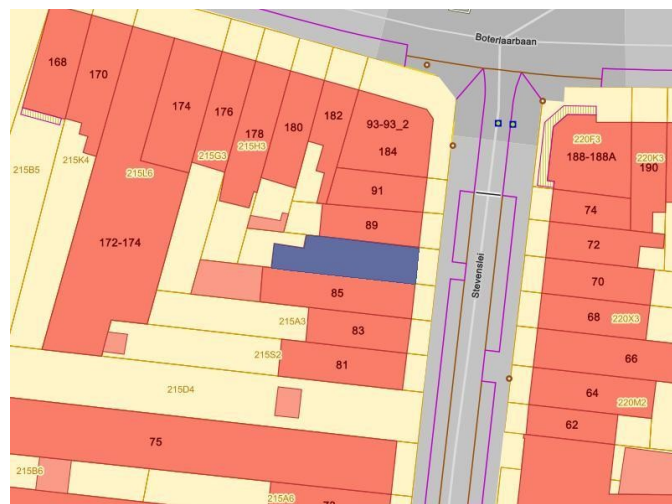 Boterlaarbaan
168
170
174
176
178
180
182
93-93_2
184
188-188A
220F3
190
220K3
215B5
215K4
215L6
215G3
215H3
91
89
74
72
172-174
85
70
Stevenslei
215A3
83
68
220X3
215S2
81
66
215D4
64
220M2
62
75
215B6
215A6